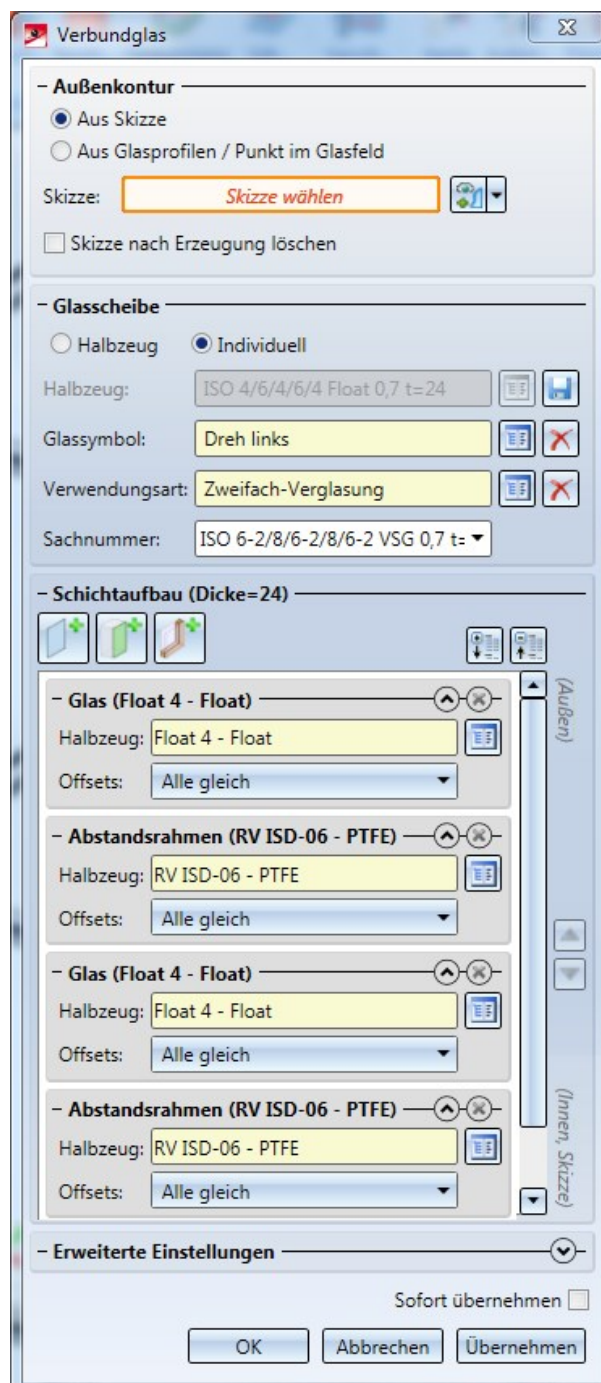 Verbundglas
Außenkontur
Aus Skizze
Aus Glasprofilen / Punkt im Glasfeld
Skizze: Skizze wählen
Skizze nach Erzeugung löschen
Glasscheibe
Halbzeug Individuell
Halbzeug: ISO 4/6/4/6/4 Float 0,7 t=24
Glassymbol: Dreh links
Verwendungsart: Zweifach-Verglasung
Sachnummer: ISO 6-2/8/6-2/8/6-2 VSG 0,7 t=
Schichtaufbau (Dicke=24)
(Außen)
Glas (Float 4 - Float)
Halbzeug: Float 4 - Float
Offsets: Alle gleich
Abstandsrahmen (RV ISD-06 - PTFE)
Halbzeug: RV ISD-06 - PTFE
Offsets: Alle gleich
Glas (Float 4 - Float)
Halbzeug: Float 4 - Float
Offsets: Alle gleich
Abstandsrahmen (RV ISD-06 - PTFE)
Halbzeug: RV ISD-06 - PTFE
Offsets: Alle gleich
(Innen, Skizze)
Erweiterte Einstellungen
Sofort übernehmen
OK Abbrechen Übernehmen